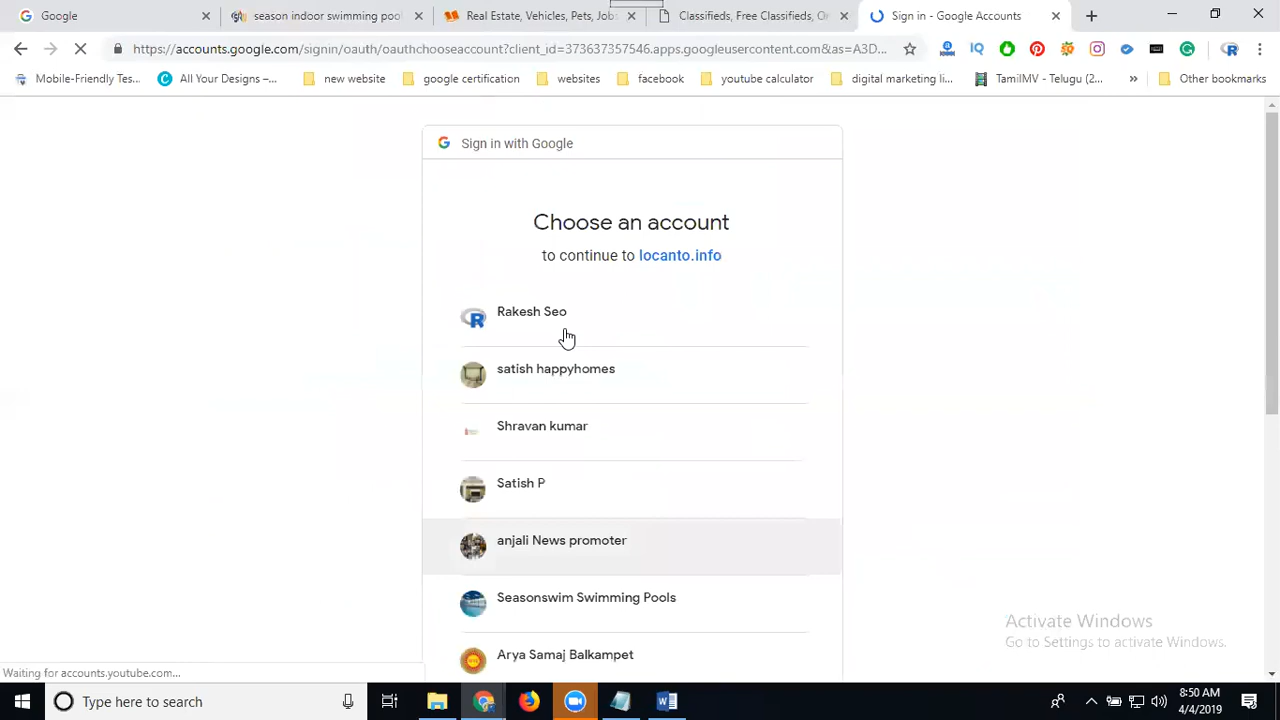 Google
season indoor swimming pool
Real Estate, Vehicles, Pets, Jobs
Classifieds, Free Classifieds, On
Sign in - Google Accounts
https://accounts.google.com/signin/oauth/oauthchooseaccount?client_id=373637357546.apps.googleusercontent.com&as=A3D...
Mobile-Friendly Tes...
All Your Designs –...
new website
google certification
websites
facebook
youtube calculator
digital marketing li...
TamilMV - Telugu (2...
Other bookmarks
Sign in with Google
Choose an account
to continue to locanto.info
Rakesh Seo
satish happyhomes
Shravan kumar
Satish P
anjali News promoter
Seasonswim Swimming Pools
Arya Samaj Balkampet
Activate Windows
Go to Settings to activate Windows.
Waiting for accounts.youtube.com...
Type here to search
8:50 AM
4/4/2019